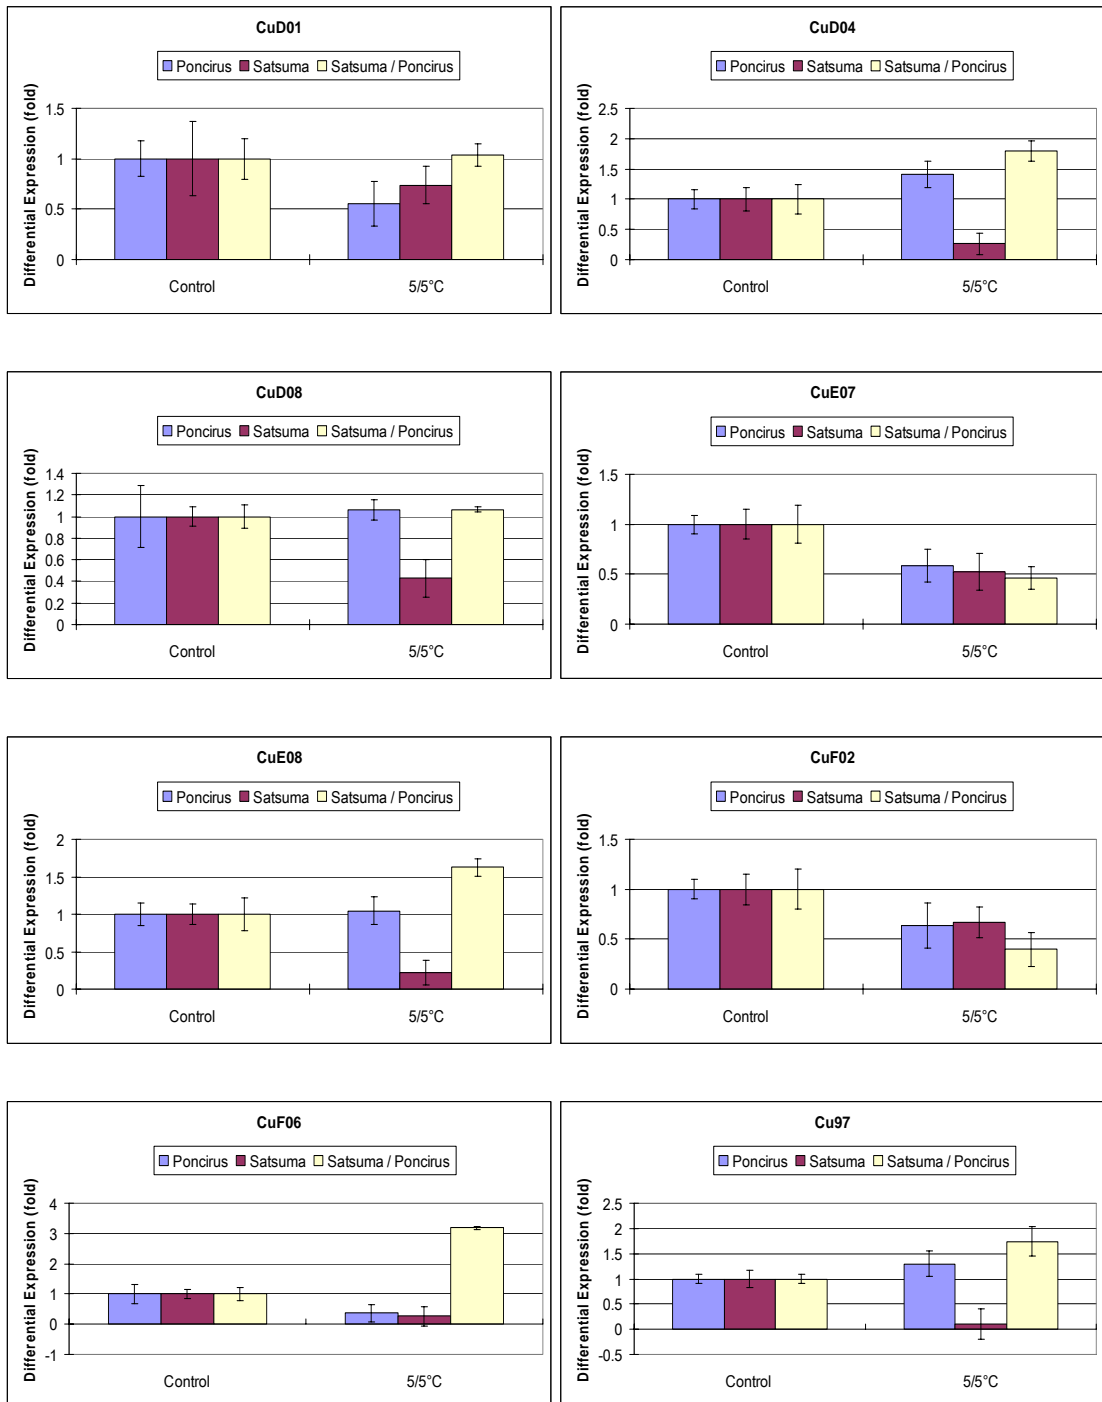 CuD01
Poncirus Satsuma Satsuma / Poncirus
Differential Expression (fold)
1.5
1
0.5
0
Control 5/5°C
CuD04
Poncirus Satsuma Satsuma / Poncirus
Differential Expression (fold)
2.5
2
1.5
1
0.5
0
Control 5/5°C
CuD08
Poncirus Satsuma Satsuma / Poncirus
Differential Expression (fold)
1.4
1.2
1
0.8
0.6
0.4
0.2
0
Control 5/5°C
CuE07
Poncirus Satsuma Satsuma / Poncirus
Differential Expression (fold)
1.5
1
0.5
0
Control 5/5°C
CuE08
Poncirus Satsuma Satsuma / Poncirus
Differential Expression (fold)
2
1.5
1
0.5
0
Control 5/5°C
CuF02
Poncirus Satsuma Satsuma / Poncirus
Differential Expression (fold)
1.5
1
0.5
0
Control 5/5°C
CuF06
Poncirus Satsuma Satsuma / Poncirus
Differential Expression (fold)
4
3
2
1
0
-1
Control 5/5°C
Cu97
Poncirus Satsuma Satsuma / Poncirus
Differential Expression (fold)
2.5
2
1.5
1
0.5
0
-0.5
Control 5/5°C